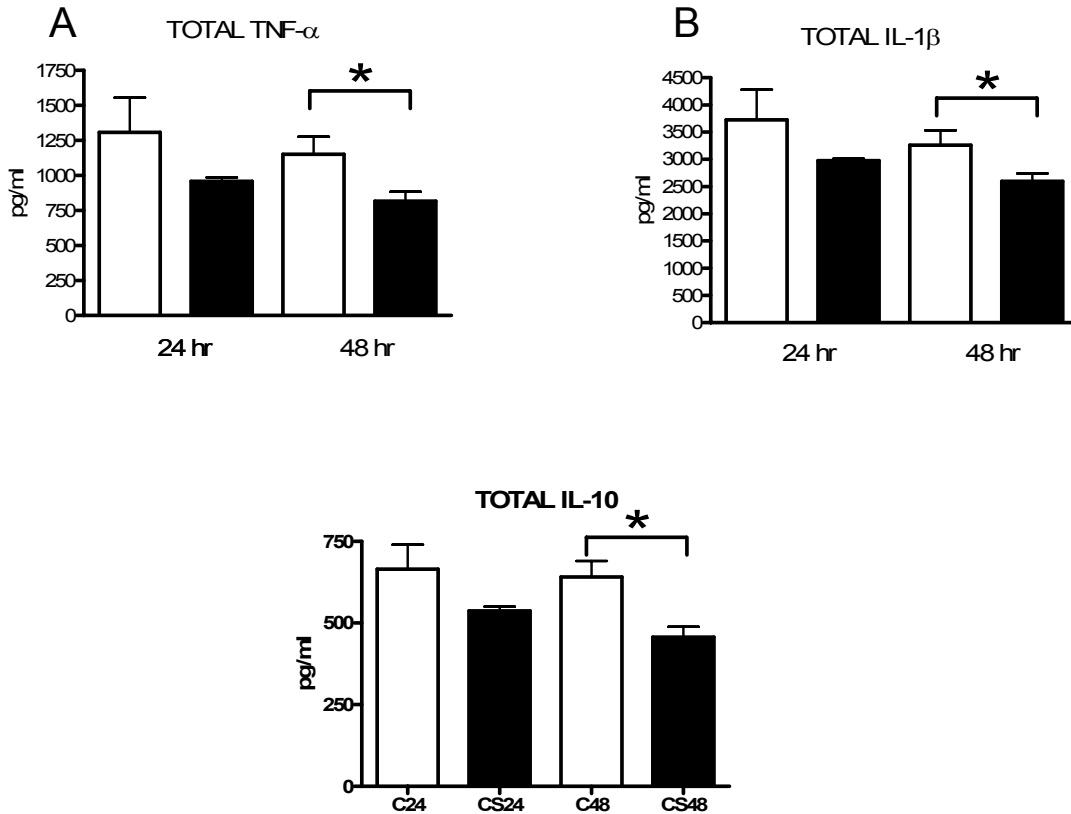 A
TOTAL TNF-α
1750
1500
1250
1000
750
500
250
0
pg/ml
*
24 hr
48 hr
B
TOTAL IL-1β
4500
4000
3500
3000
2500
2000
1500
1000
500
0
pg/ml
*
24 hr
48 hr
TOTAL IL-10
750
500
250
0
pg/ml
*
C24
CS24
C48
CS48